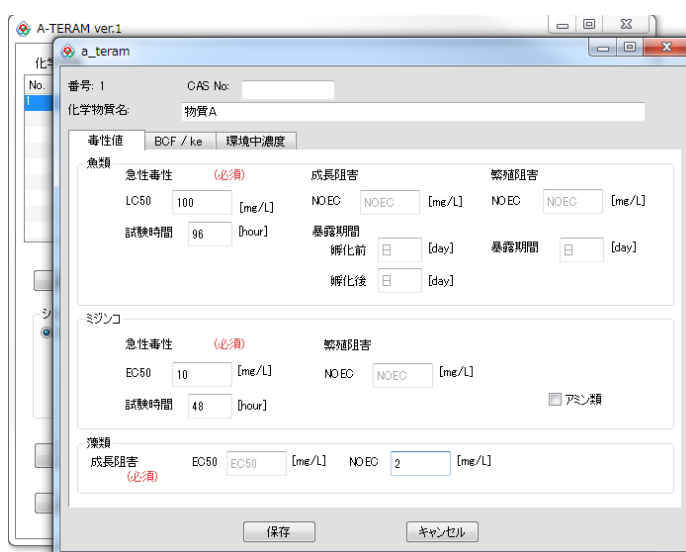 A-TERAM ver.1
a_teram
化学
No.
1
番号: 1 CAS No:
化学物質名: 物質A
毒性値 BCF / ke 環境中濃度
魚類
急性毒性 (必須) 成長阻害 繁殖阻害
LC50 100 [mg/L] NOEC NOEC [mg/L] NOEC NOEC [mg/L]
試験時間 96 [hour] 暴露期間
孵化前 日 [day] 暴露期間 日 [day]
孵化後 日 [day]
シ
ミジンコ
急性毒性 (必須) 繁殖阻害
EC50 10 [mg/L] NOEC NOEC [mg/L]
試験時間 48 [hour] アミン類
藻類
成長阻害 EC50 EC50 [mg/L] NOEC 2 [mg/L]
(必須)
保存 キャンセル